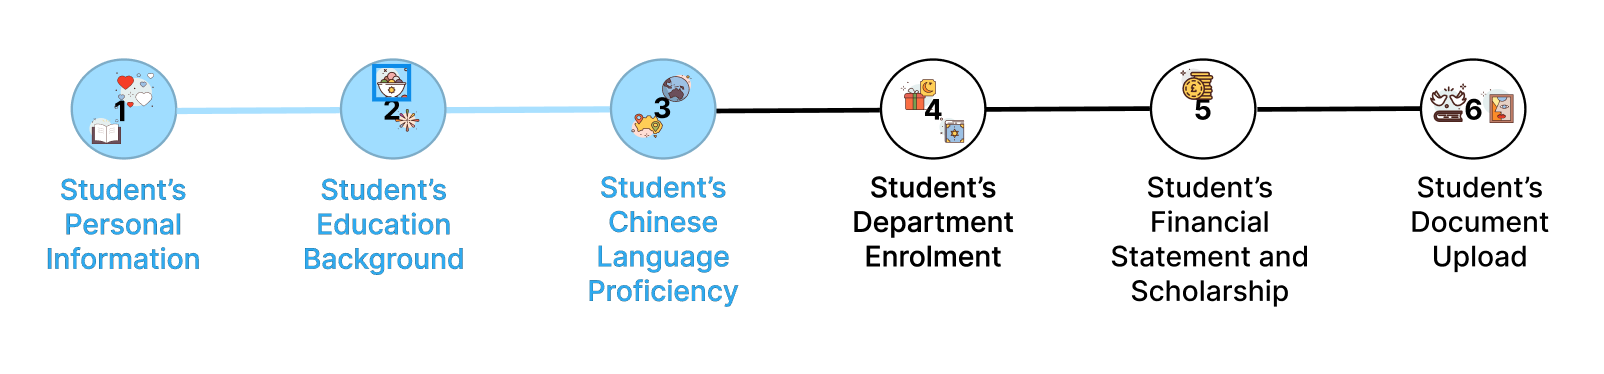 1
2
3
4
5
6
Student’s
Personal
Information
Student’s
Education
Background
Student’s
Chinese
Language
Proficiency
Student’s
Department
Enrolment
Student’s
Financial
Statement and
Scholarship
Student’s
Document
Upload